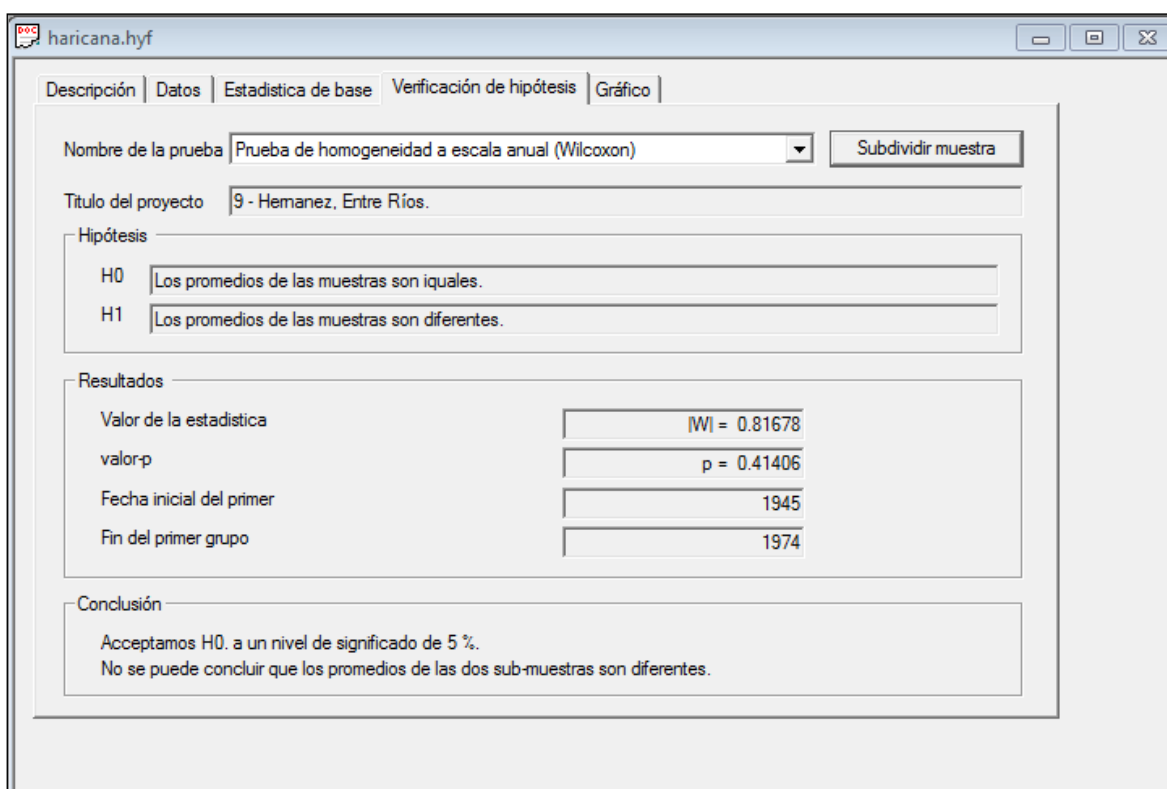 haricana.hyf
Descripción Datos Estadistica de base Verificación de hipótesis Gráfico
Nombre de la prueba Prueba de homogeneidad a escala anual (Wilcoxon) Subdividir muestra
Titulo del proyecto 9 - Hernanez, Entre Ríos.
Hipótesis
H0 Los promedios de las muestras son iquales.
H1 Los promedios de las muestras son diferentes.
Resultados
Valor de la estadistica |W| = 0.81678
valor-p p = 0.41406
Fecha inicial del primer 1945
Fin del primer grupo 1974
Conclusión
Acceptamos H0. a un nivel de significado de 5 %.
No se puede concluir que los promedios de las dos sub-muestras son diferentes.